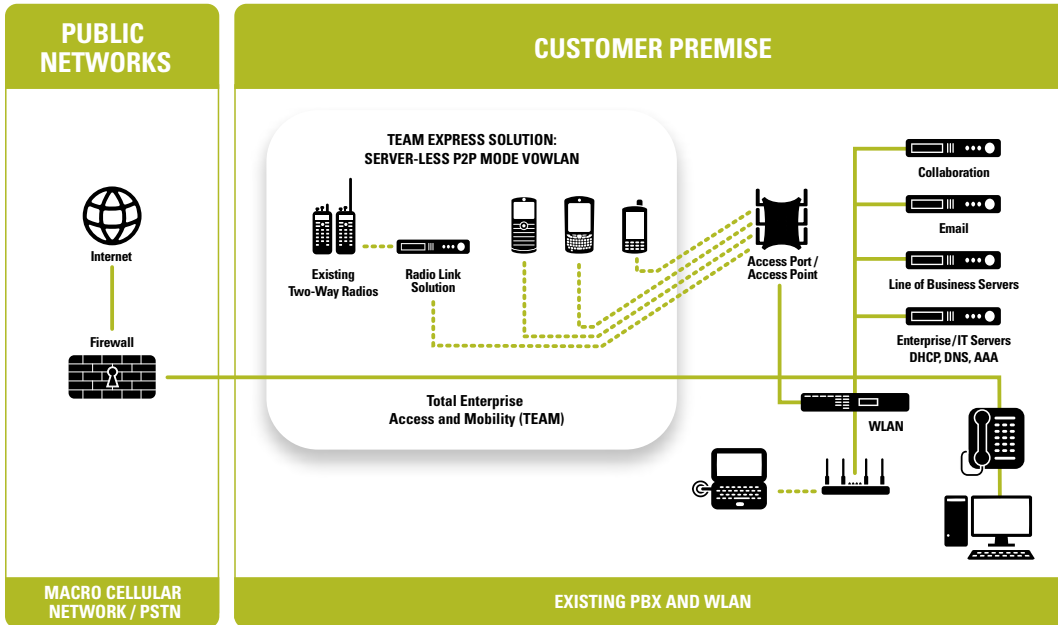 PUBLIC
NETWORKS
CUSTOMER PREMISE
TEAM EXPRESS SOLUTION:
SERVER-LESS P2P MODE VOWLAN
Internet
Firewall
Existing
Two-Way Radios
Radio Link
Solution
Access Port /
Access Point
Collaboration
Email
Line of Business Servers
Enterprise/IT Servers
DHCP, DNS, AAA
Total Enterprise
Access and Mobility (TEAM)
WLAN
MACRO CELLULAR
NETWORK / PSTN
EXISTING PBX AND WLAN